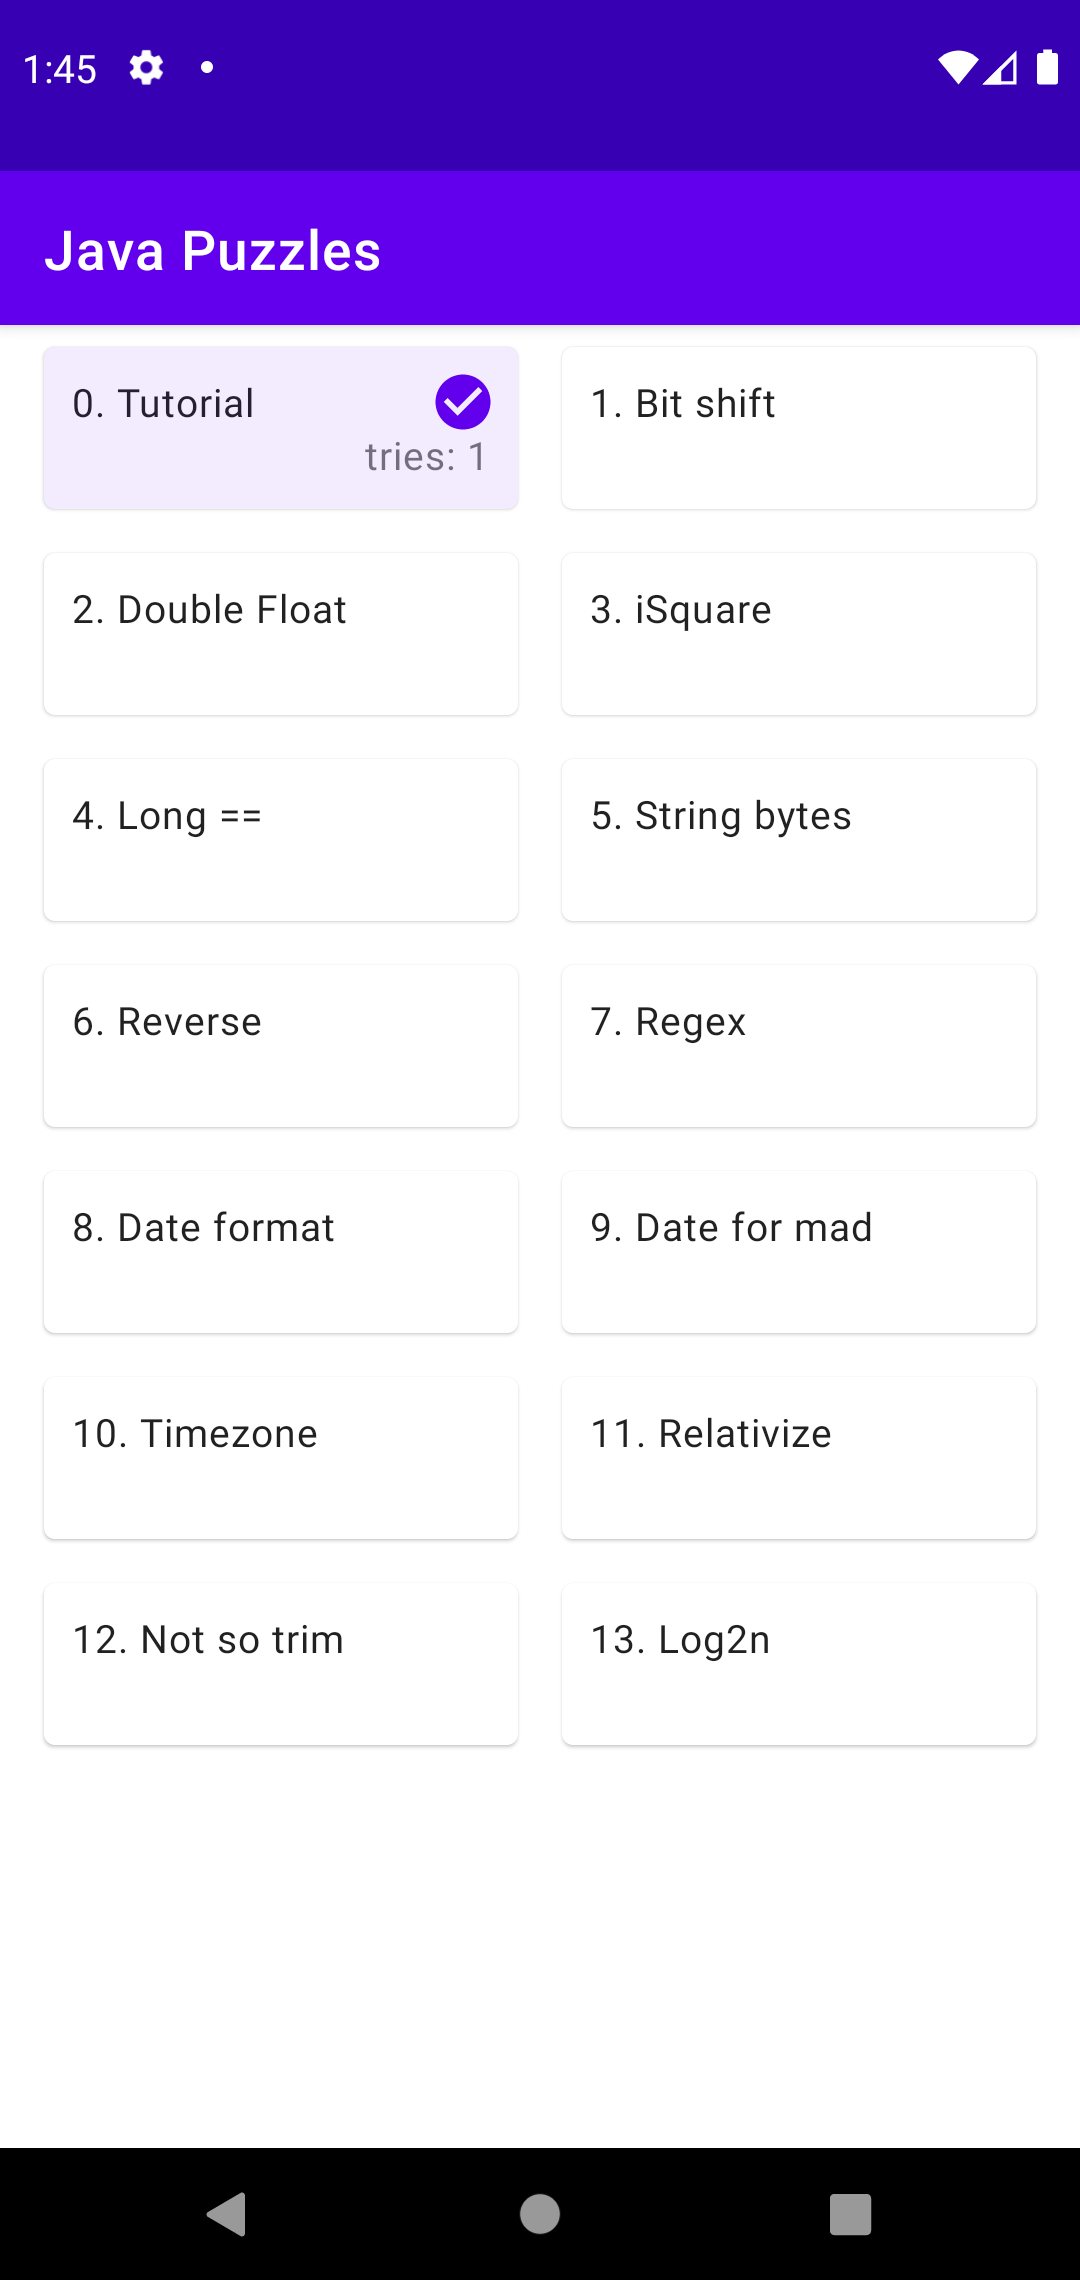 1:45
Java Puzzles
0. Tutorial
tries: 1
1. Bit shift
2. Double Float
3. iSquare
4. Long ==
5. String bytes
6. Reverse
7. Regex
8. Date format
9. Date for mad
10. Timezone
11. Relativize
12. Not so trim
13. Log2n